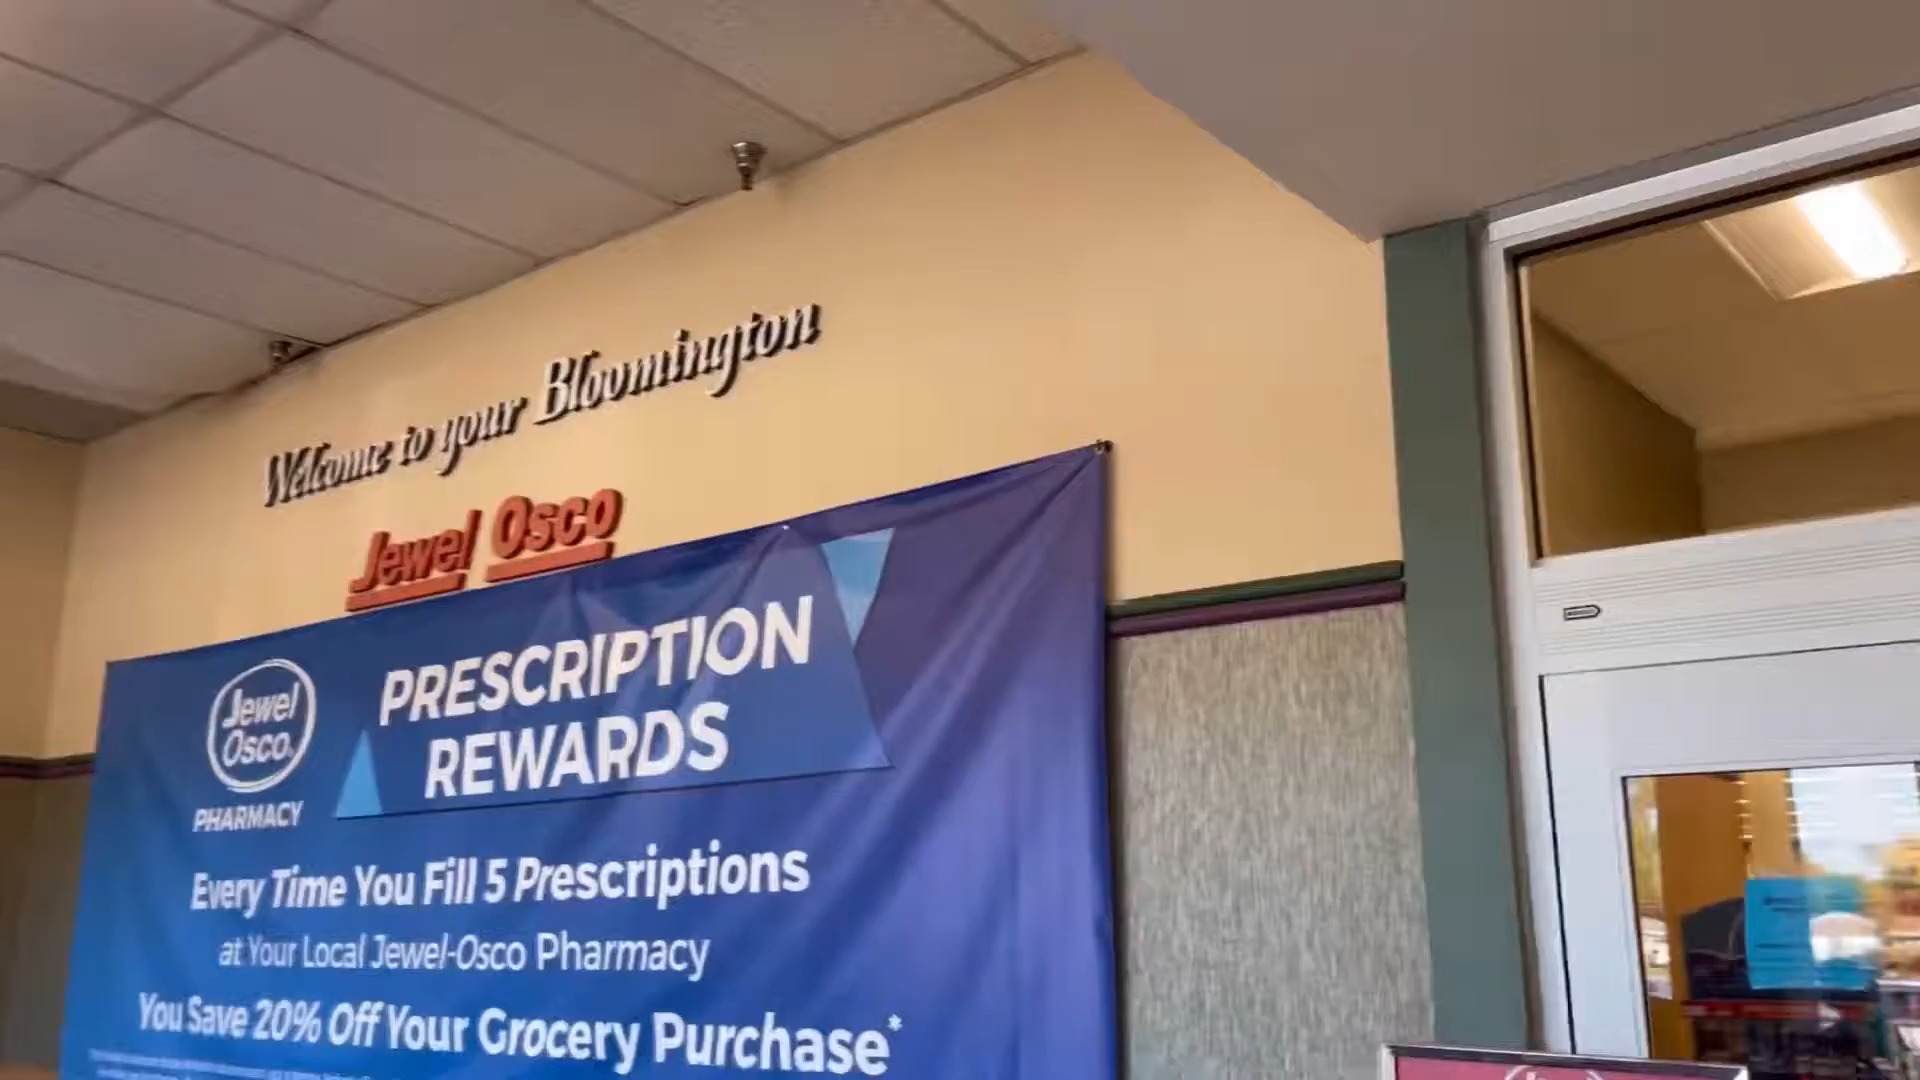 Welcome to your Bloomington
Jewel Osco
Jewel
Osco
PHARMACY
PRESCRIPTION
REWARDS
Every Time You Fill 5 Prescriptions
at Your Local Jewel-Osco Pharmacy
You Save 20% Off Your Grocery Purchase*